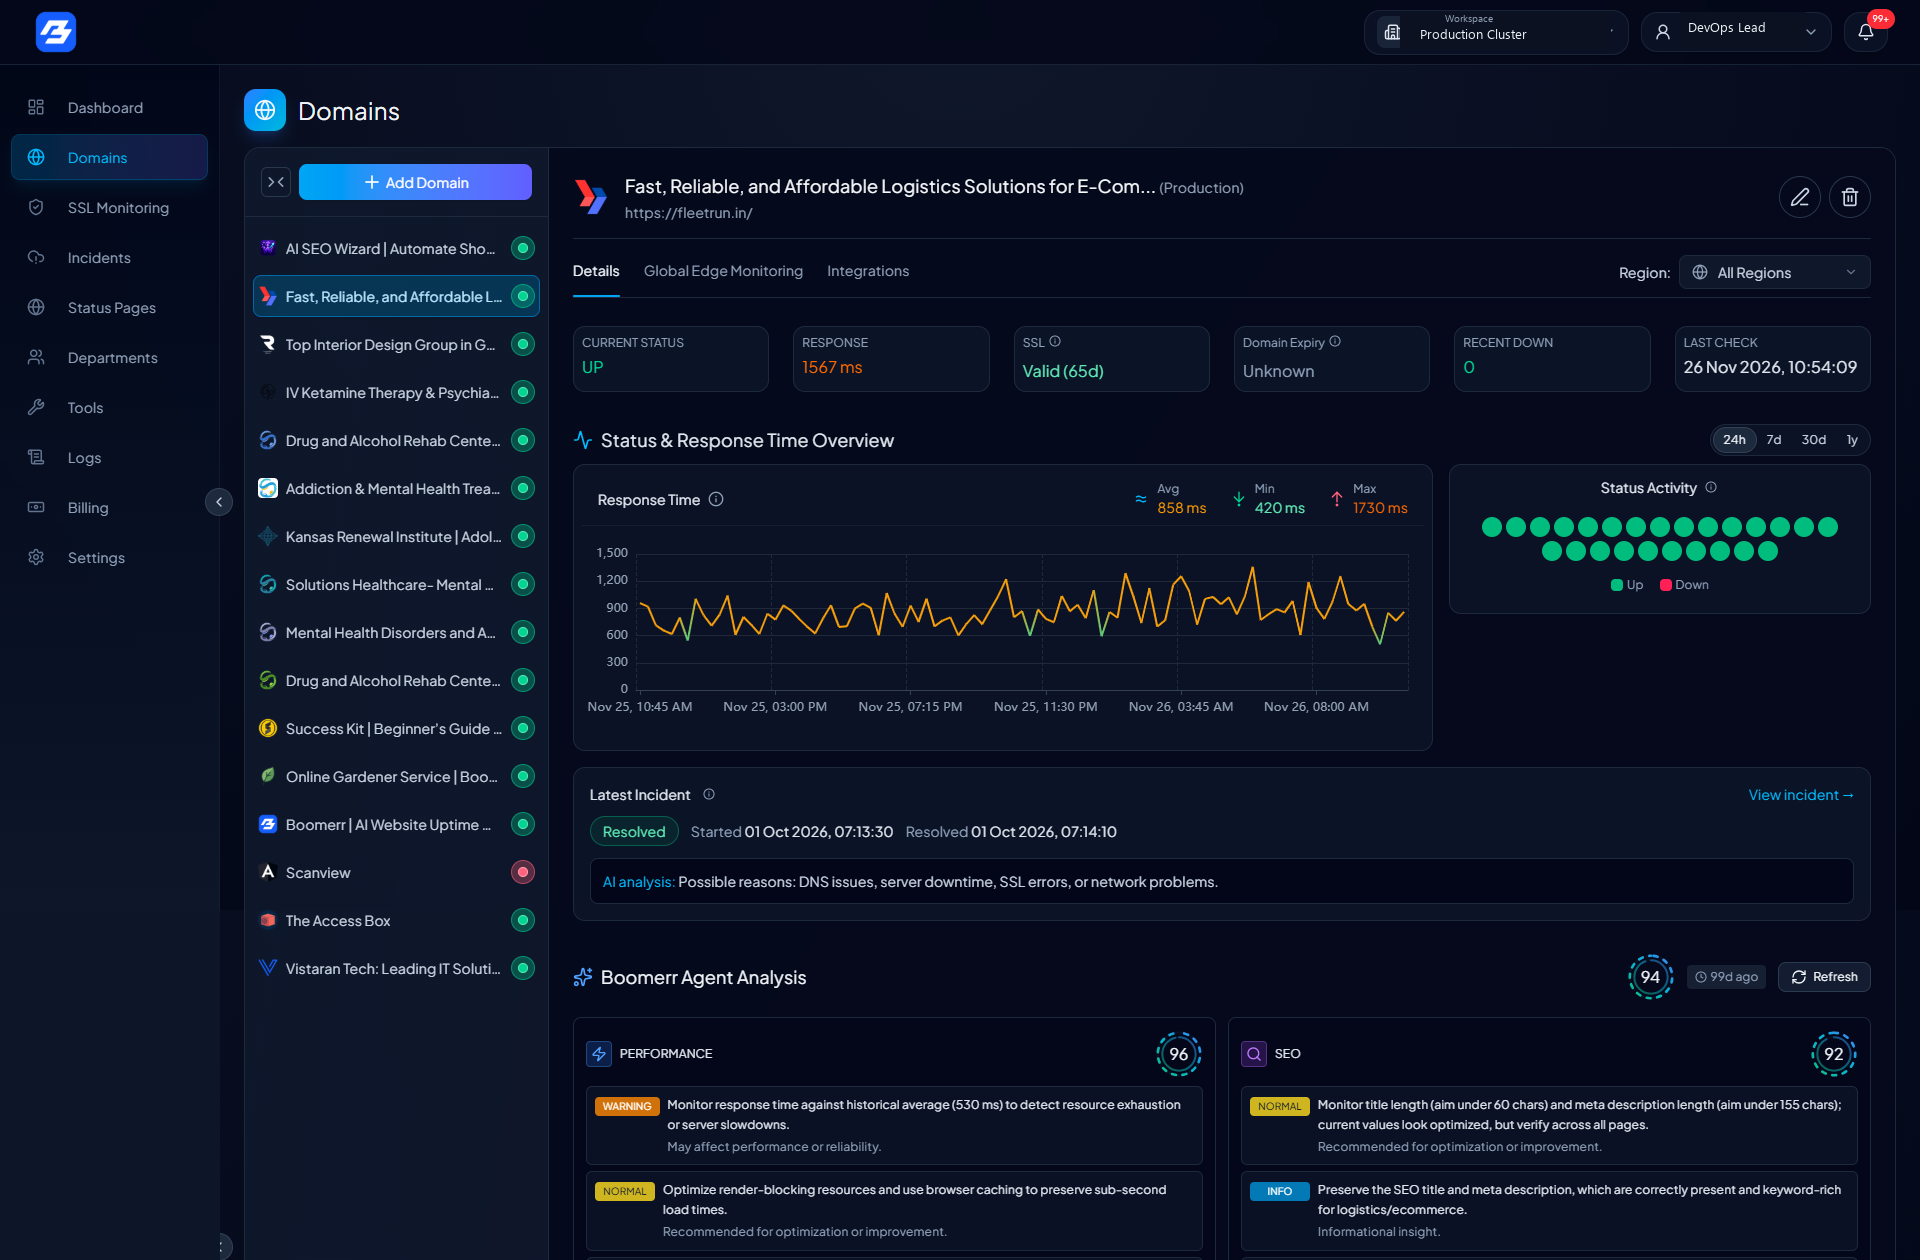 Workspace
Production Cluster
DevOps Lead
99+
Dashboard
Domains
SSL Monitoring
Incidents
Status Pages
Departments
Tools
Logs
Billing
Settings
Domains
Add Domain
AI SEO Wizard | Automate Sho...
Fast, Reliable, and Affordable L...
Top Interior Design Group in G...
IV Ketamine Therapy & Psychia...
Drug and Alcohol Rehab Cente...
Addiction & Mental Health Trea...
Kansas Renewal Institute | Adol...
Solutions Healthcare- Mental ...
Mental Health Disorders and A...
Drug and Alcohol Rehab Cente...
Success Kit | Beginner's Guide ...
Online Gardener Service | Boo...
Boomerr | AI Website Uptime ...
Scanview
The Access Box
Vistaran Tech: Leading IT Soluti...
Fast, Reliable, and Affordable Logistics Solutions for E-Com... (Production)
https://fleetrun.in/
Details Global Edge Monitoring Integrations
Region: All Regions
CURRENT STATUS
UP
RESPONSE
1567 ms
SSL
Valid (65d)
Domain Expiry
Unknown
RECENT DOWN
0
LAST CHECK
26 Nov 2026, 10:54:09
Status & Response Time Overview
24h 7d 30d 1y
Response Time
Avg
858 ms
Min
420 ms
Max
1730 ms
1,500
1,200
900
600
300
0
Nov 25, 10:45 AM Nov 25, 03:00 PM Nov 25, 07:15 PM Nov 25, 11:30 PM Nov 26, 03:45 AM Nov 26, 08:00 AM
Status Activity
Up Down
Latest Incident
View incident →
Resolved Started 01 Oct 2026, 07:13:30 Resolved 01 Oct 2026, 07:14:10
AI analysis: Possible reasons: DNS issues, server downtime, SSL errors, or network problems.
Boomerr Agent Analysis
94
99d ago
Refresh
PERFORMANCE
96
WARNING Monitor response time against historical average (530 ms) to detect resource exhaustion
or server slowdowns.
May affect performance or reliability.
NORMAL Optimize render-blocking resources and use browser caching to preserve sub-second
load times.
Recommended for optimization or improvement.
SEO
92
NORMAL Monitor title length (aim under 60 chars) and meta description length (aim under 155 chars);
current values look optimized, but verify across all pages.
Recommended for optimization or improvement.
INFO Preserve the SEO title and meta description, which are correctly present and keyword-rich
for logistics/ecommerce.
Informational insight.